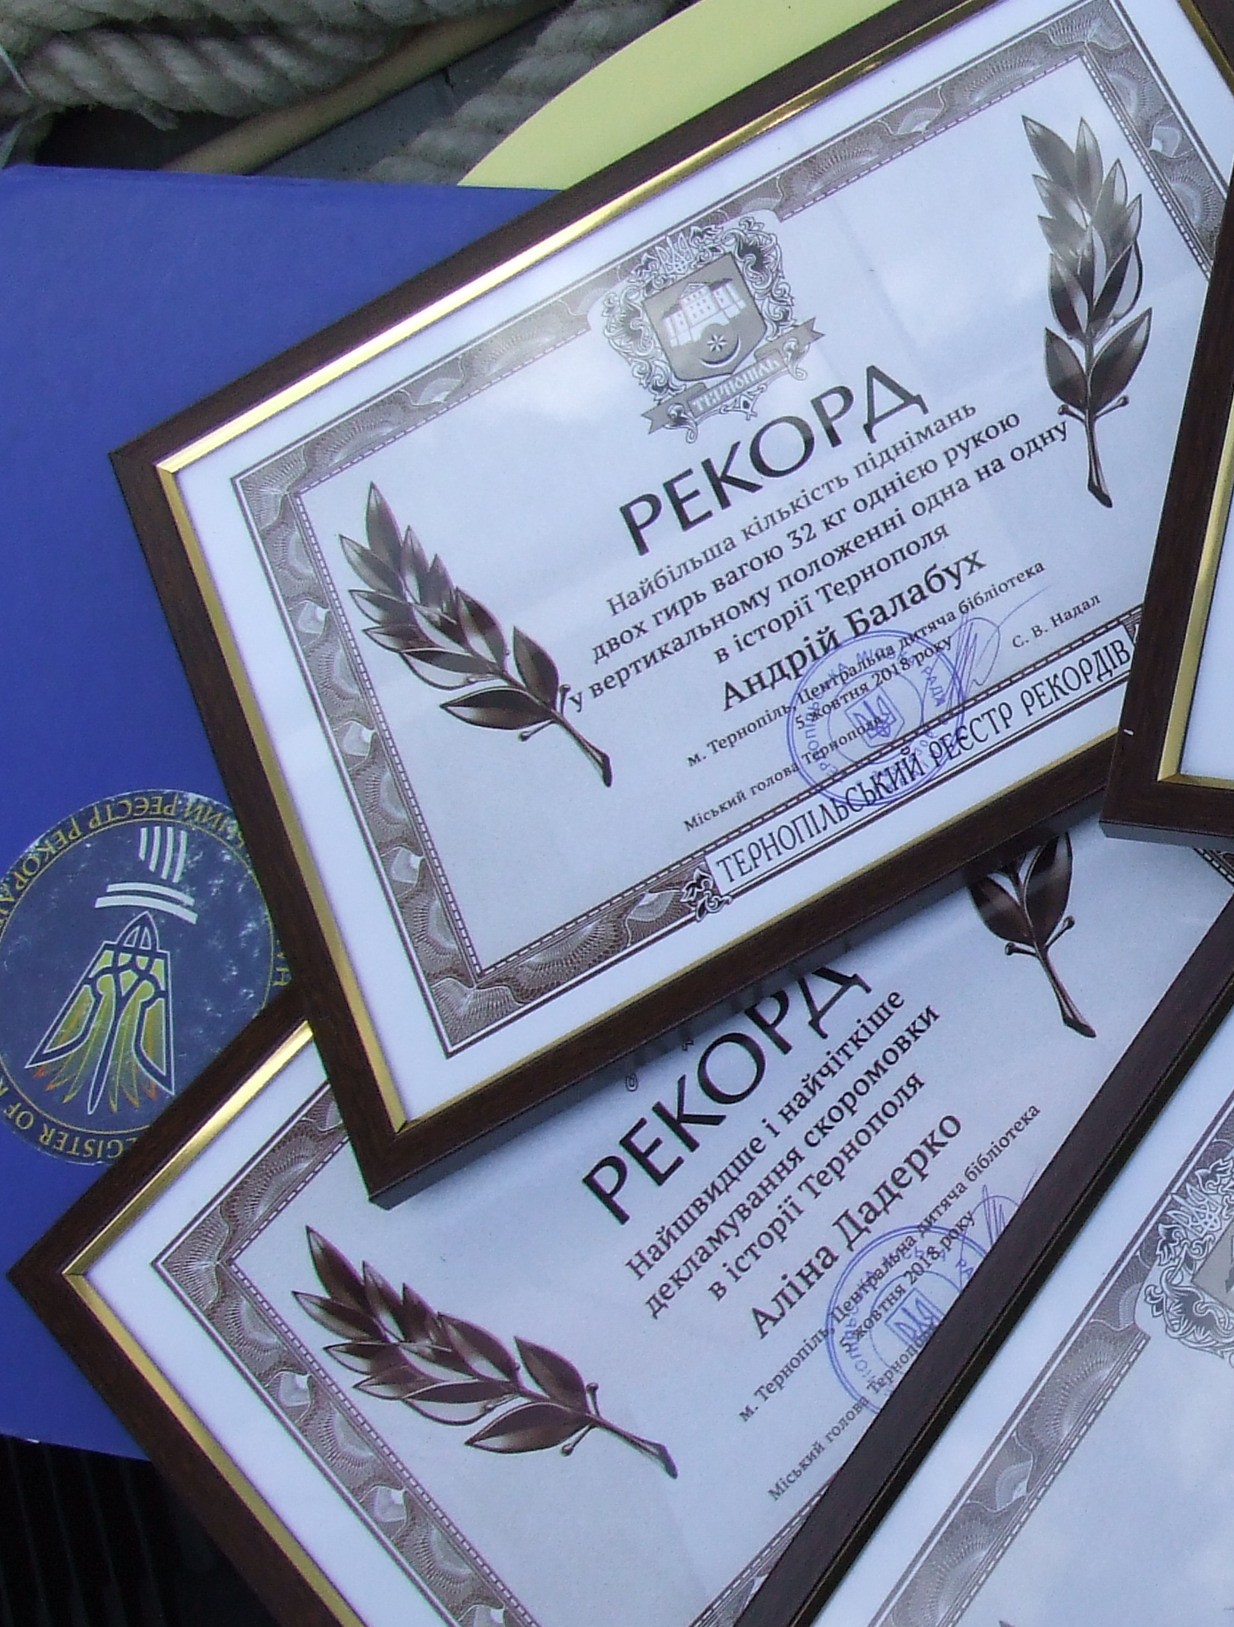 ТЕРНОПІЛЬ
РЕКОРД
Найбільша кількість піднімань
двох гирь вагою 32 кг однією рукою
у вертикальному положенні одна на одну
в історії Тернополя
Андрій Балабух
м. Тернопіль, Центральна дитяча бібліотека
5 жовтня 2018 року
Міський голова Тернополя
С. В. Надал
ТЕРНОПІЛЬСЬКИЙ РЕЄСТР РЕКОРДІВ
РЕКОРД
Найшвидше і найчіткіше
декламування скоромовки
в історії Тернополя
Аліна Дадерко
м. Тернопіль, Центральна дитяча бібліотека
5 жовтня 2018 року
Міський голова Тернополя
РЕЄСТР РЕКОРДІВ
REGISTER OF